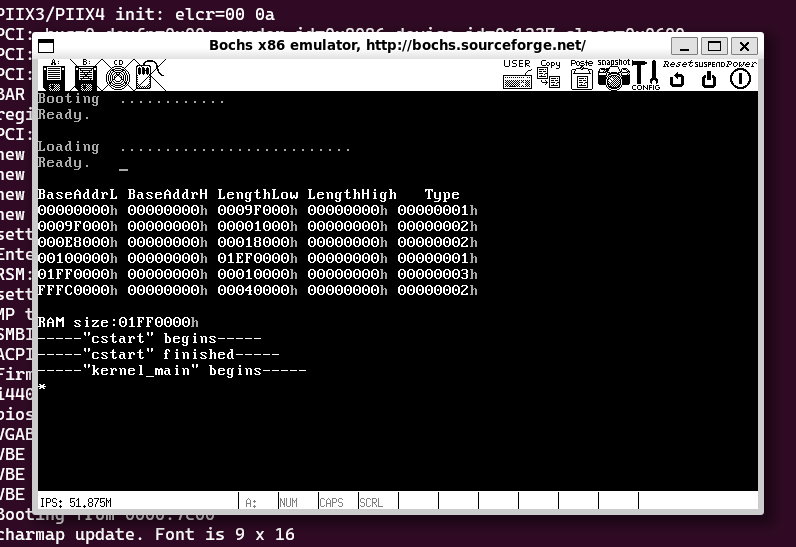 PIIX3/PIIX4 init: elcr=00 0a
PCI:
Bochs x86 emulator, http://bochs.sourceforge.net/
PCI:
PCI:
BAR
regi
PCI:
new
new
new
new
sett
Ente
RSM:
sett
MP t
SMBI
ACPI
Firm
i440
bios
VGAB
VBE
VBE
VBE
A: B: CD
USER Copy Paste snapshot CONFIG Reset SUSPEND Power
Booting ............
Ready.
Loading ..........................
Ready. _
BaseAddrL BaseAddrH LengthLow LengthHigh Type
00000000h 00000000h 0009F000h 00000000h 00000001h
0009F000h 00000000h 00001000h 00000000h 00000002h
000E8000h 00000000h 00018000h 00000000h 00000002h
00100000h 00000000h 01EF0000h 00000000h 00000001h
01FF0000h 00000000h 00010000h 00000000h 00000003h
FFFC0000h 00000000h 00040000h 00000000h 00000002h
RAM size:01FF0000h
-----"cstart" begins-----
-----"cstart" finished-----
-----"kernel_main" begins-----
*
IPS: 51.875M A: NUM CAPS SCRL
Booting from 0000:7c00
charmap update. Font is 9 x 16